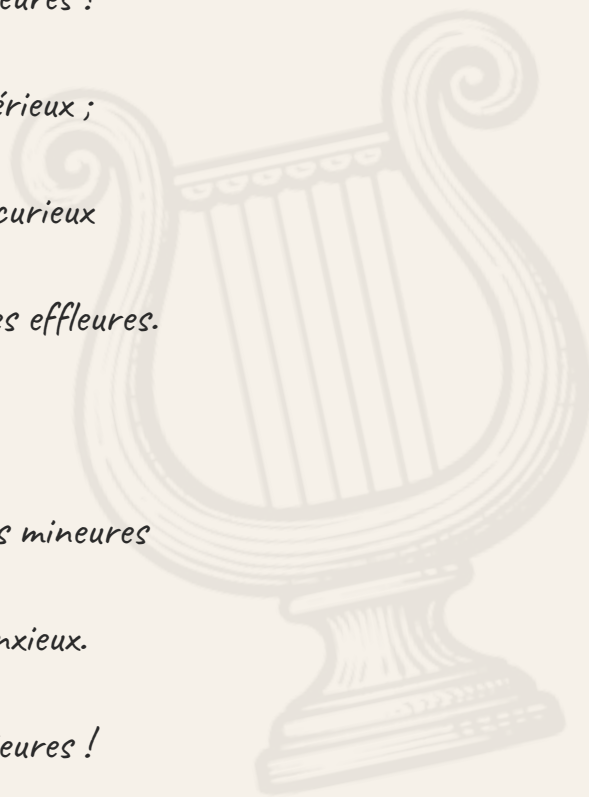 eures !
érieux ;
curieux
es effleures.
s mineures
nxieux.
eures !